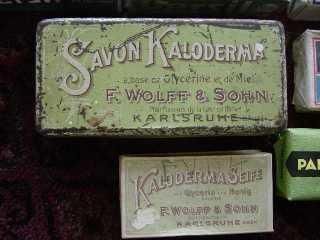 SAVON KALODERMA
à base de Glycerine et de Miel
F. WOLFF & SOHN
KARLSRUHE
KALODERMA SEIFE
mit Glycerin und Honig
F. WOLFF & SOHN
KARLSRUHE
PA